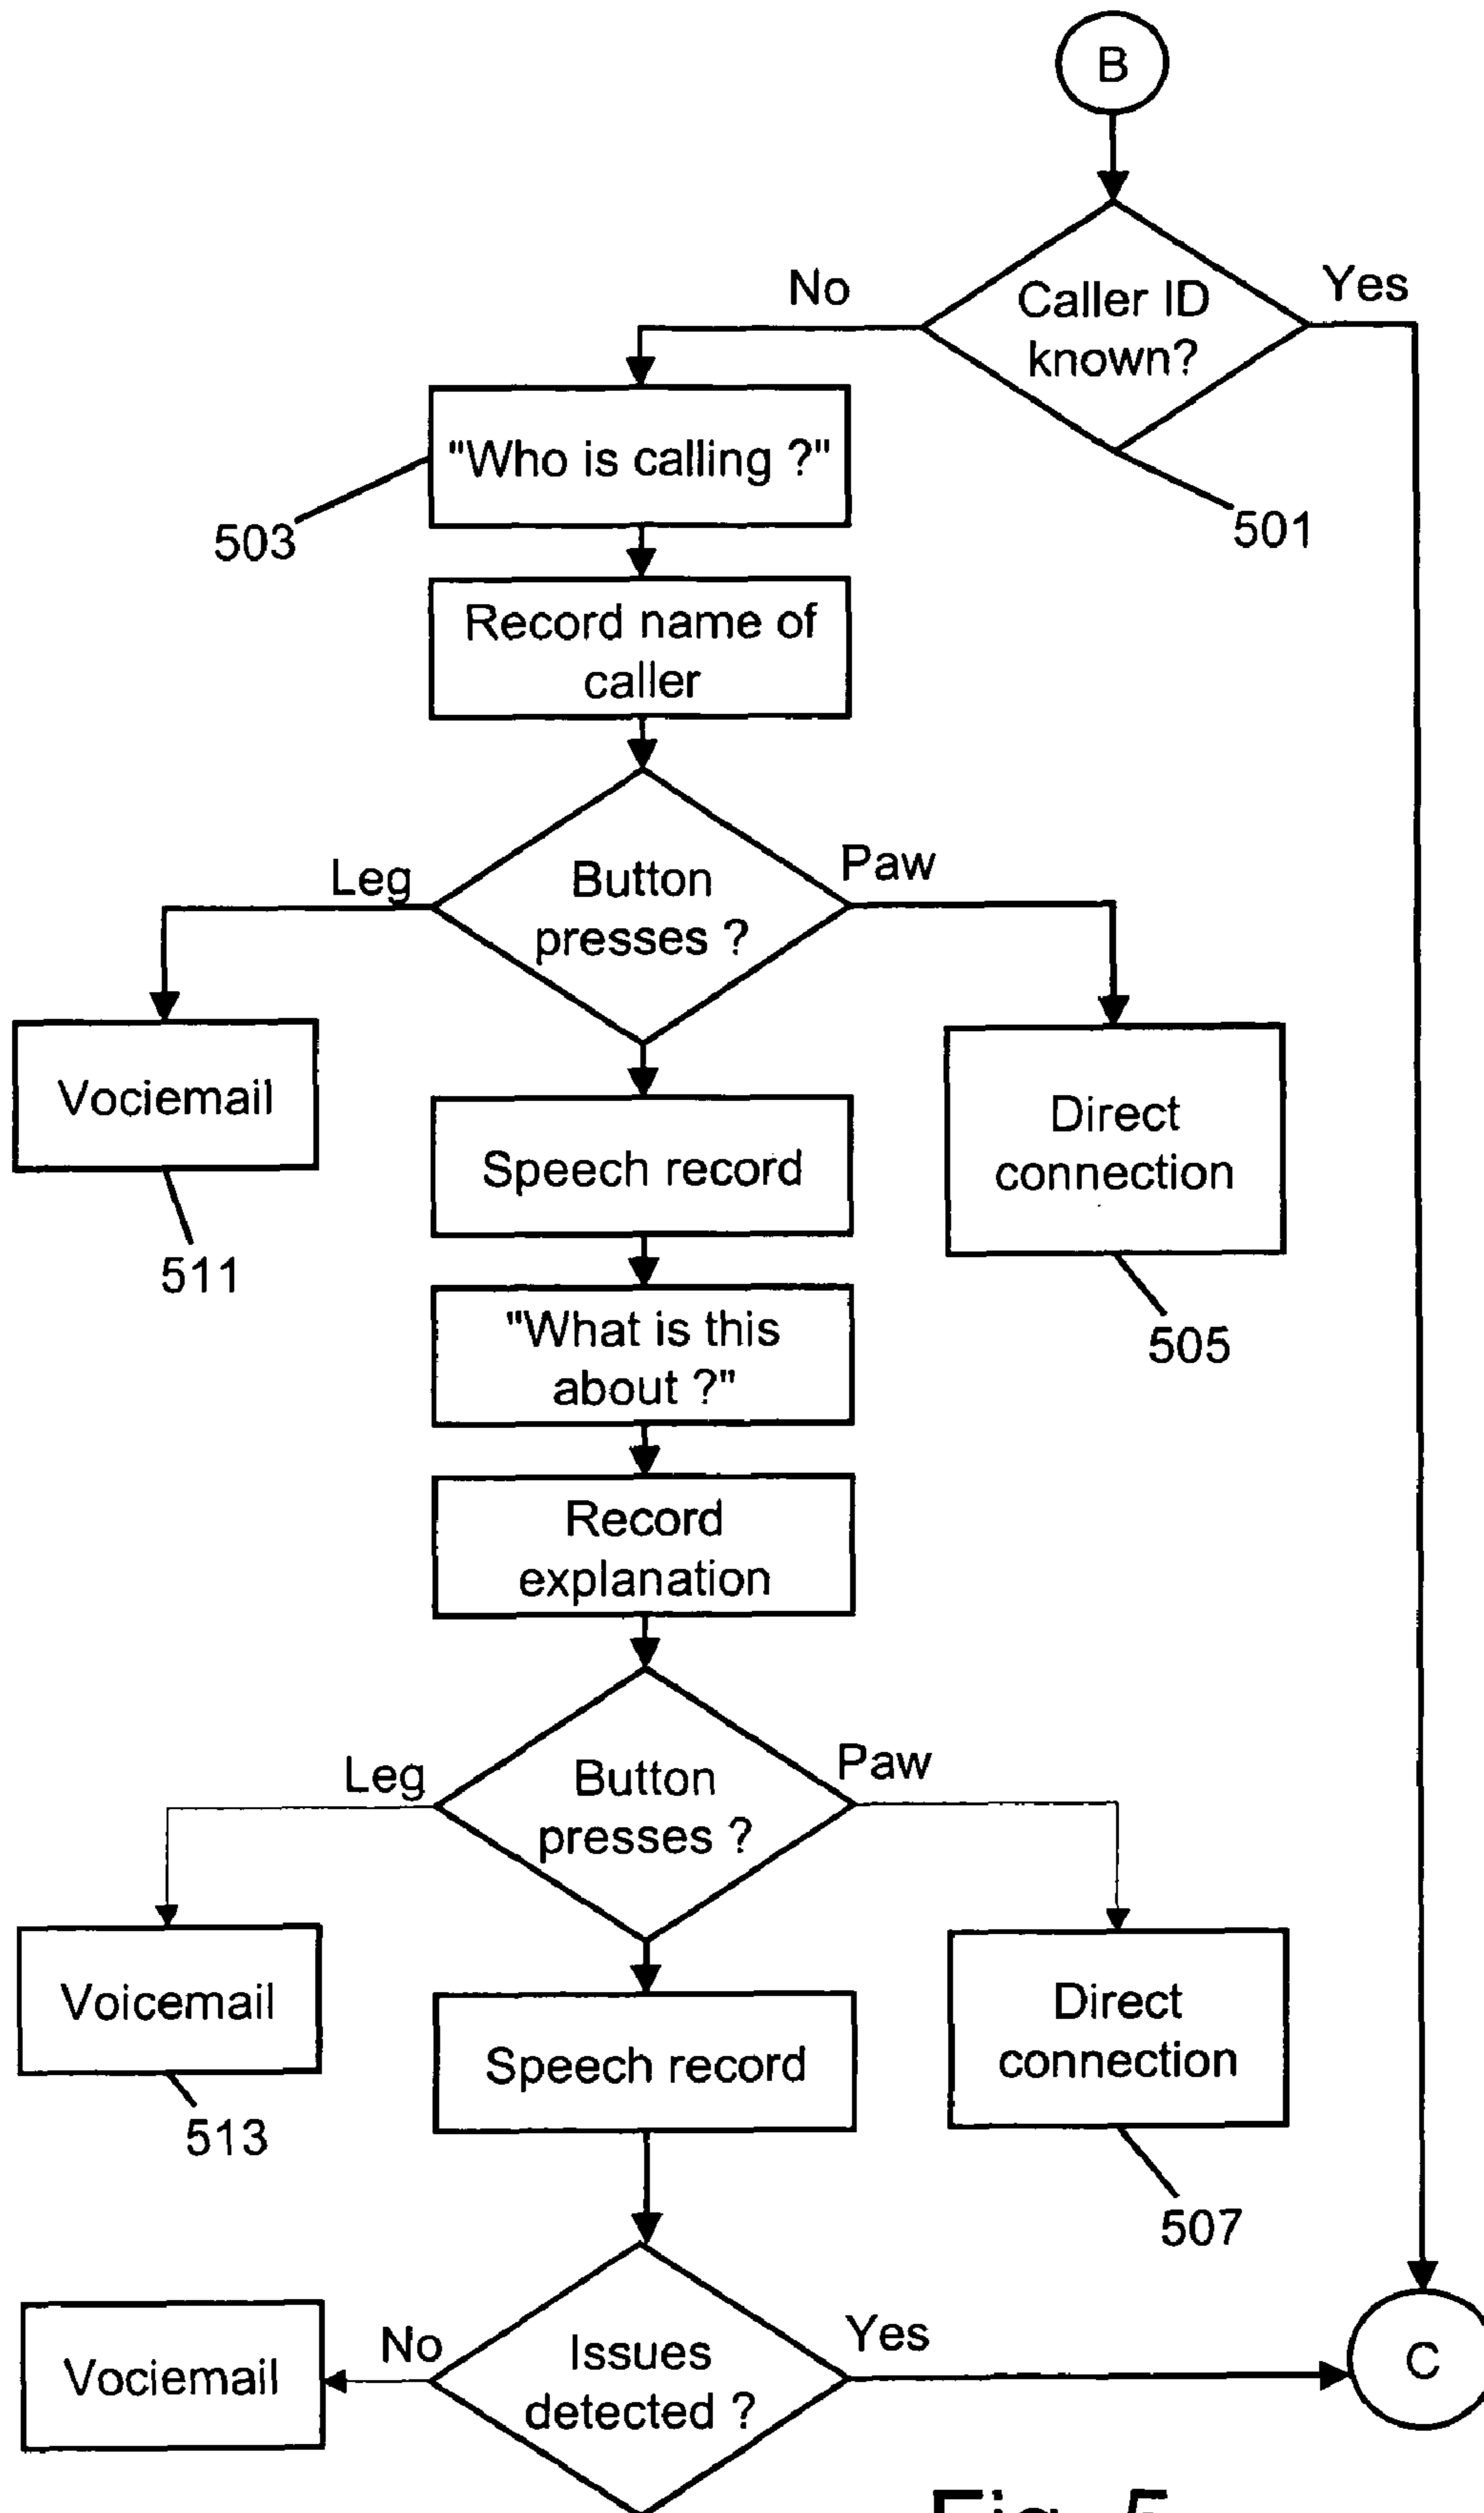 B
No
Caller ID
known?
Yes
"Who is calling ?"
503
501
Record name of
caller
Leg
Button
presses ?
Paw
Vociemail
511
Speech record
Direct
connection
505
"What is this
about ?"
Record
explanation
Leg
Button
presses ?
Paw
Voicemail
513
Speech record
Direct
connection
507
Vociemail
No
Issues
detected ?
Yes
C
Fig. 5